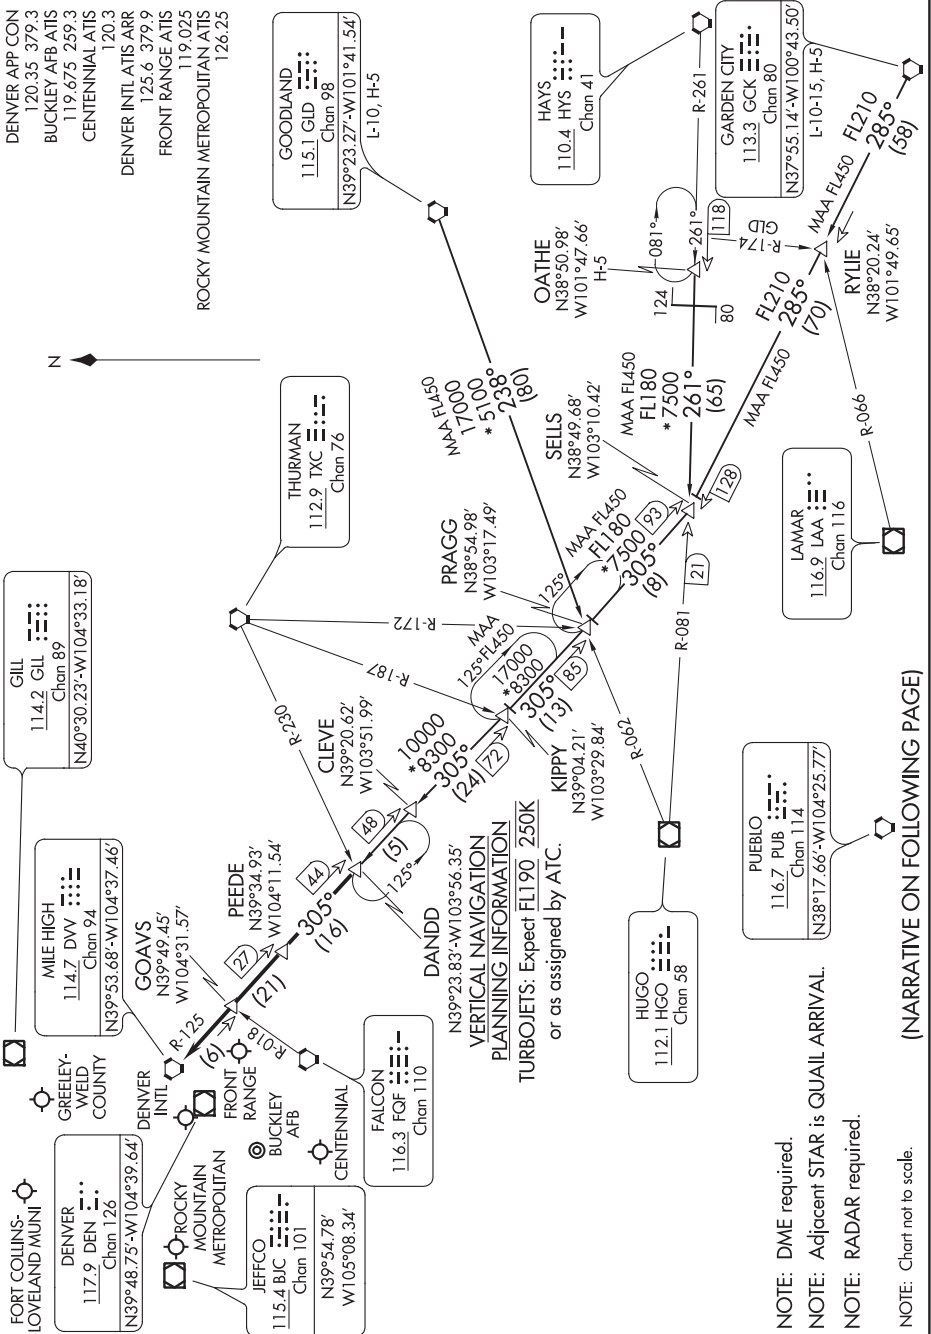 DENVER APP CON
120.35 379.3
BUCKLEY AFB ATIS
119.675 259.3
CENTENNIAL ATIS
120.3
DENVER INTL ATIS ARR
125.6 379.9
FRONT RANGE ATIS
119.025
ROCKY MOUNTAIN METROPOLITAN ATIS
126.25
GOODLAND
115.1 GLD
Chan 98
N39°23.27'-W101°41.54'
L-10, H-5
HAYS
110.4 HYS
Chan 41
R-261
GARDEN CITY
113.3 GCK
Chan 80
N37°55.14'-W100°43.50'
L-10-15, H-5
FL210
285°
(58)
MAA FL450
OATHE
N38°50.98'
W101°47.66'
H-5
081°
261°
118
R-174
GLD
124
80
RYLIE
N38°20.24'
W101°49.65'
FL210
285°
(70)
MAA FL450
R-066
N
THURMAN
112.9 TXC
Chan 76
MAA FL450
17000
*5100
238°
(80)
MAA FL450
FL180
*7500
261°
(65)
SELLS
N38°49.68'
W103°10.42'
LAMAR
116.9 LAA
Chan 116
PRAGG
N38°54.98'
W103°17.49'
MAA FL450
FL180
*7500
305°
(8)
93
128
125°
21
R-081
GILL
114.2 GLL
Chan 89
N40°30.23'-W104°33.18'
R-172
R-187
R-230
MAA
FL450
125°
17000
*8300
305°
(13)
85
R-062
CLEVE
N39°20.62'
W103°51.99'
10000
*8300
305°
(24)
72
KIPPY
N39°04.21'
W103°29.84'
MILE HIGH
114.7 DVV
Chan 94
N39°53.68'-W104°37.46'
GOAVS
N39°49.45'
W104°31.57'
PEEDE
N39°34.93'
W104°11.54'
48
(5)
125°
44
305°
(16)
27
(21)
R-125
(6)
R-018
DANDD
N39°23.83'-W103°56.35'
VERTICAL NAVIGATION
PLANNING INFORMATION
TURBOJETS: Expect FL190 250K
or as assigned by ATC.
PUEBLO
116.7 PUB
Chan 114
N38°17.66'-W104°25.77'
HUGO
112.1 HGO
Chan 58
GREELEY-
WELD
COUNTY
DENVER
INTL
FRONT
RANGE
BUCKLEY
AFB
CENTENNIAL
FALCON
116.3 FQF
Chan 110
FORT COLLINS-
LOVELAND MUNI
DENVER
117.9 DEN
Chan 126
N39°48.75'-W104°39.64'
ROCKY
MOUNTAIN
METROPOLITAN
JEFFCO
115.4 BJC
Chan 101
N39°54.78'
W105°08.34'
(NARRATIVE ON FOLLOWING PAGE)
NOTE: DME required.
NOTE: Adjacent STAR is QUAIL ARRIVAL.
NOTE: RADAR required.
NOTE: Chart not to scale.